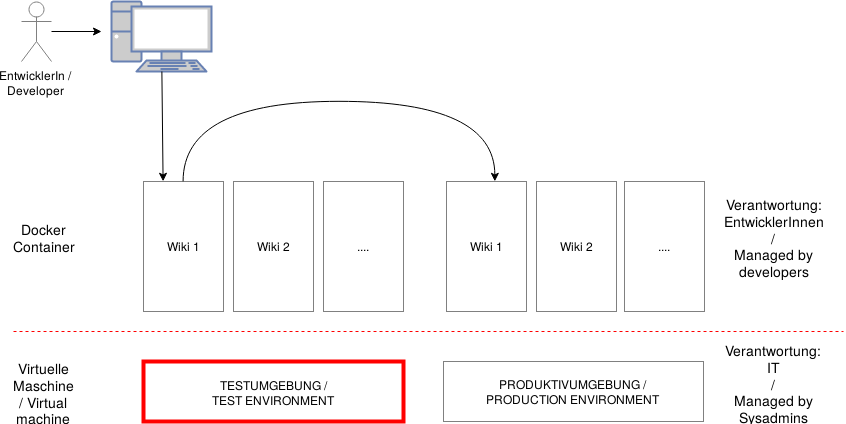 EntwicklerIn /
Developer
Docker
Container
Wiki 1
Wiki 2
....
Wiki 1
Wiki 2
....
Verantwortung:
EntwicklerInnen
/
Managed by
developers
Virtuelle
Maschine
/ Virtual
machine
TESTUMGEBUNG /
TEST ENVIRONMENT
PRODUKTIVUMGEBUNG /
PRODUCTION ENVIRONMENT
Verantwortung:
IT
/
Managed by
Sysadmins